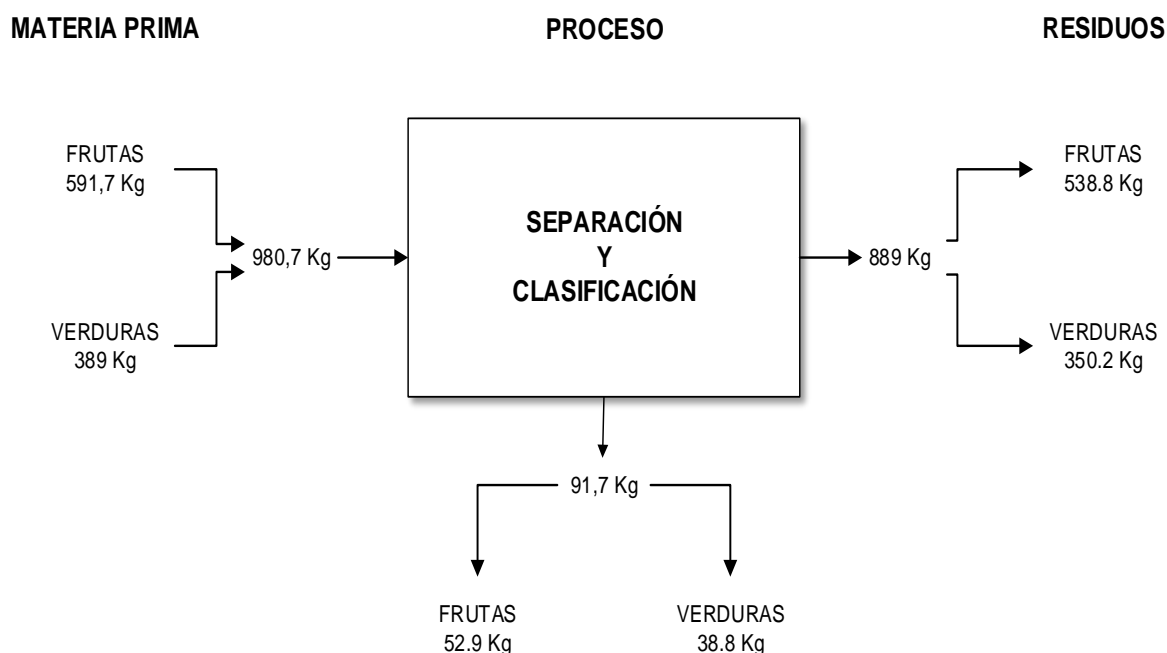 MATERIA PRIMA
PROCESO
RESIDUOS
FRUTAS
591,7 Kg
VERDURAS
389 Kg
980,7 Kg
SEPARACIÓN
Y
CLASIFICACIÓN
889 Kg
FRUTAS
538.8 Kg
VERDURAS
350.2 Kg
91,7 Kg
FRUTAS
52.9 Kg
VERDURAS
38.8 Kg